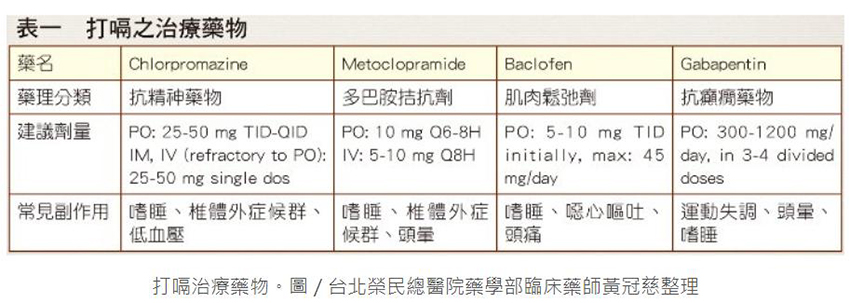 表一 打嗝之治療藥物
藥名 Chlorpromazine Metoclopramide Baclofen Gabapentin
藥理分類 抗精神藥物 多巴胺拮抗劑 肌肉鬆弛劑 抗癲癇藥物
建議劑量 PO: 25-50 mg TID-QID PO: 10 mg Q6-8H PO: 5-10 mg TID PO: 300-1200 mg/
IM, IV (refractory to PO): IV: 5-10 mg Q8H initially, max: 45 day, in 3-4 divided
25-50 mg single dos mg/day doses
常見副作用 嗜睡、椎體外症候群、 嗜睡、椎體外症 嗜睡、噁心嘔吐、 運動失調、頭暈、
低血壓 候群、頭暈 頭痛 嗜睡
打嗝治療藥物。圖／台北榮民總醫院藥學部臨床藥師黃冠慈整理